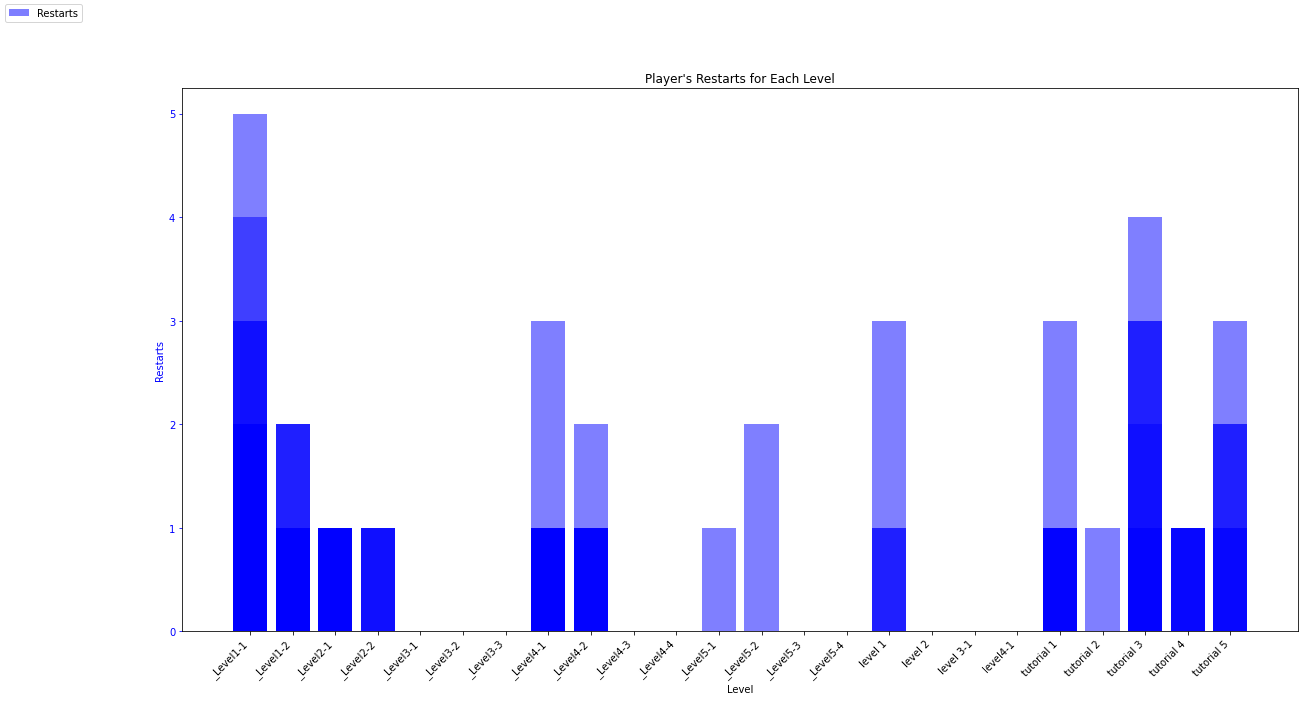 Restarts
Player's Restarts for Each Level
5
4
3
2
1
0
Restarts
_Level1-1
_Level1-2
_Level2-1
_Level2-2
_Level3-1
_Level3-2
_Level3-3
_Level4-1
_Level4-2
_Level4-3
_Level4-4
_Level5-1
_Level5-2
_Level5-3
_Level5-4
level 1
level 2
level 3-1
level4-1
tutorial 1
tutorial 2
tutorial 3
tutorial 4
tutorial 5
Level